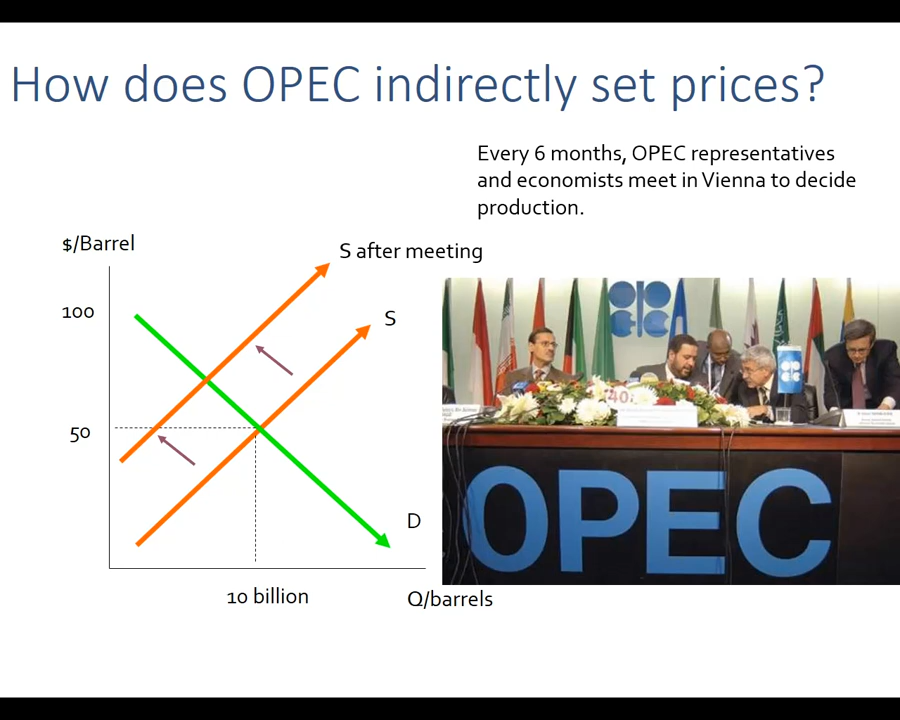 How does OPEC indirectly set prices?
Every 6 months, OPEC representatives
and economists meet in Vienna to decide
production.
$/Barrel
S after meeting
100
S
50
D
10 billion
Q/barrels
140
OPEC